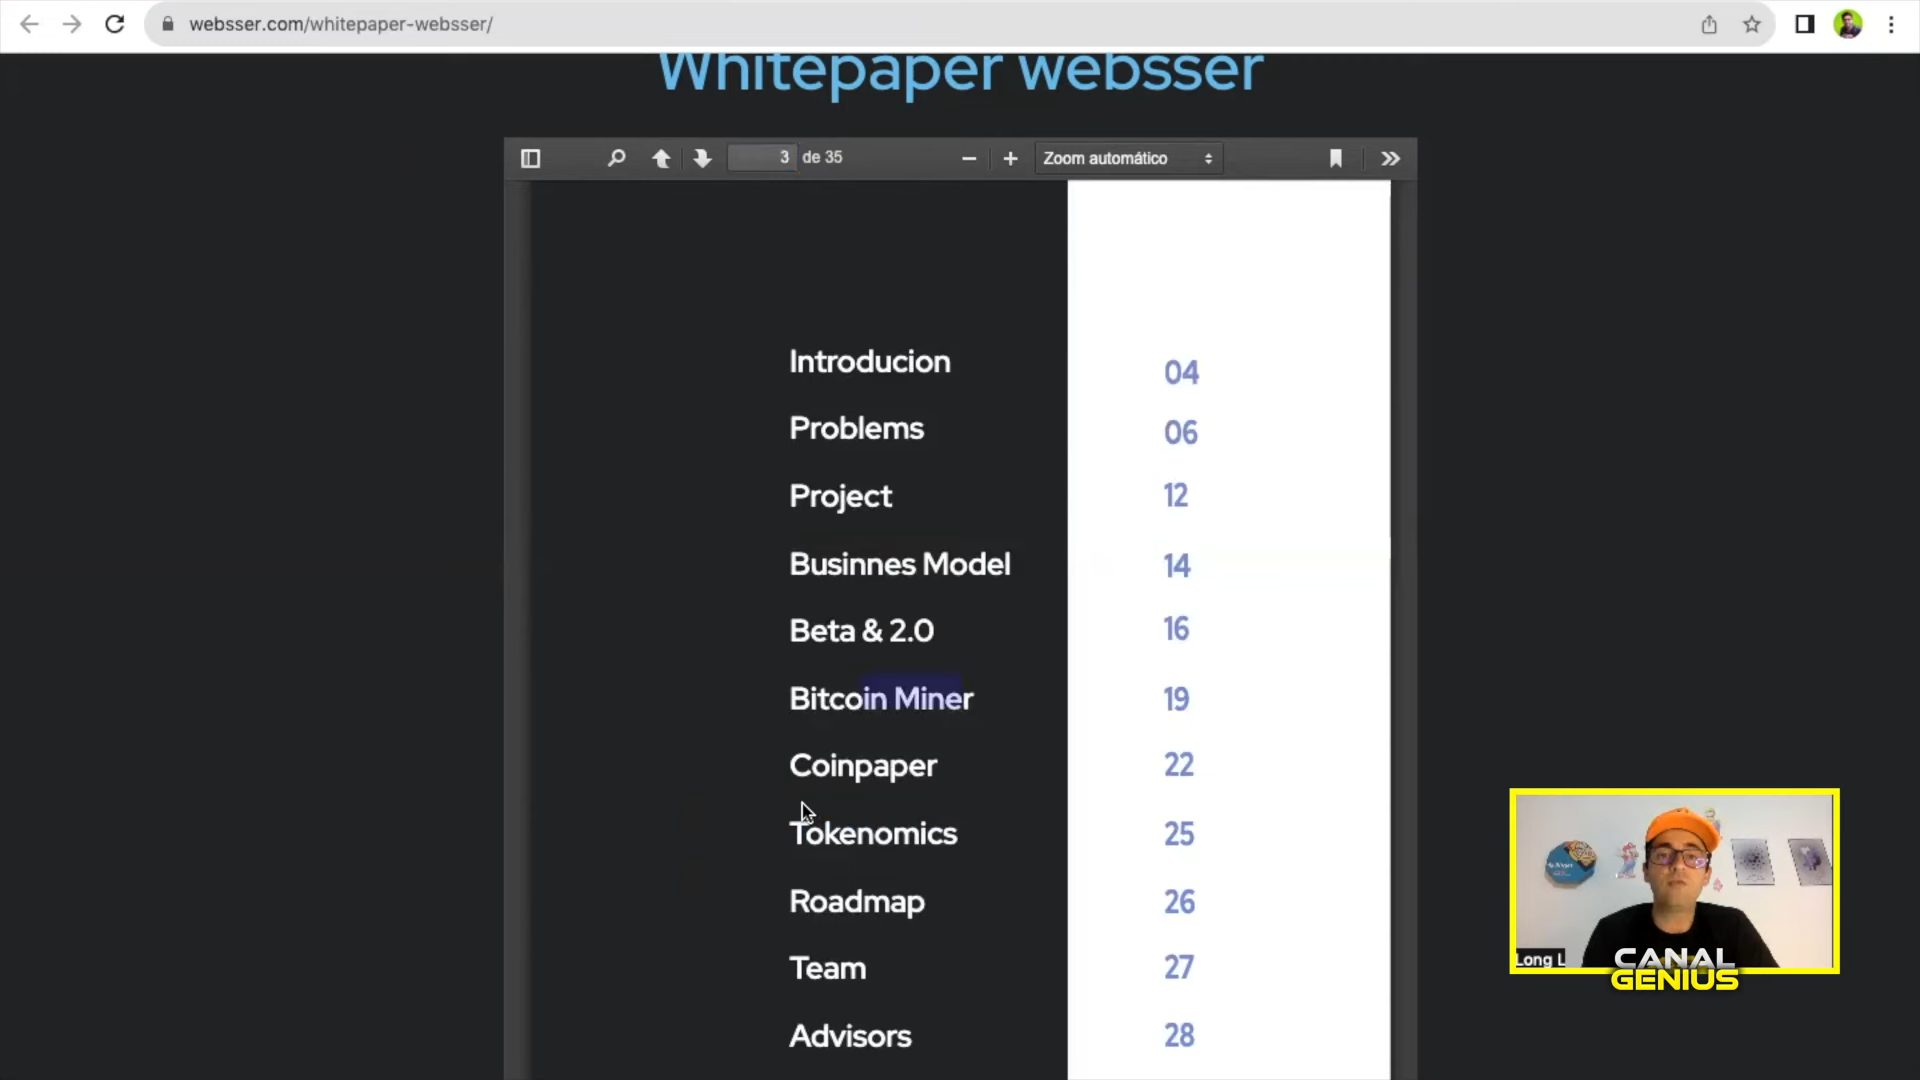 websser.com/whitepaper-websser/
Whitepaper websser
3 de 35
Zoom automático
Introducion 04
Problems 06
Project 12
Businnes Model 14
Beta & 2.0 16
Bitcoin Miner 19
Coinpaper 22
Tokenomics 25
Roadmap 26
Team 27
Advisors 28
Long L
CANAL
GENIUS